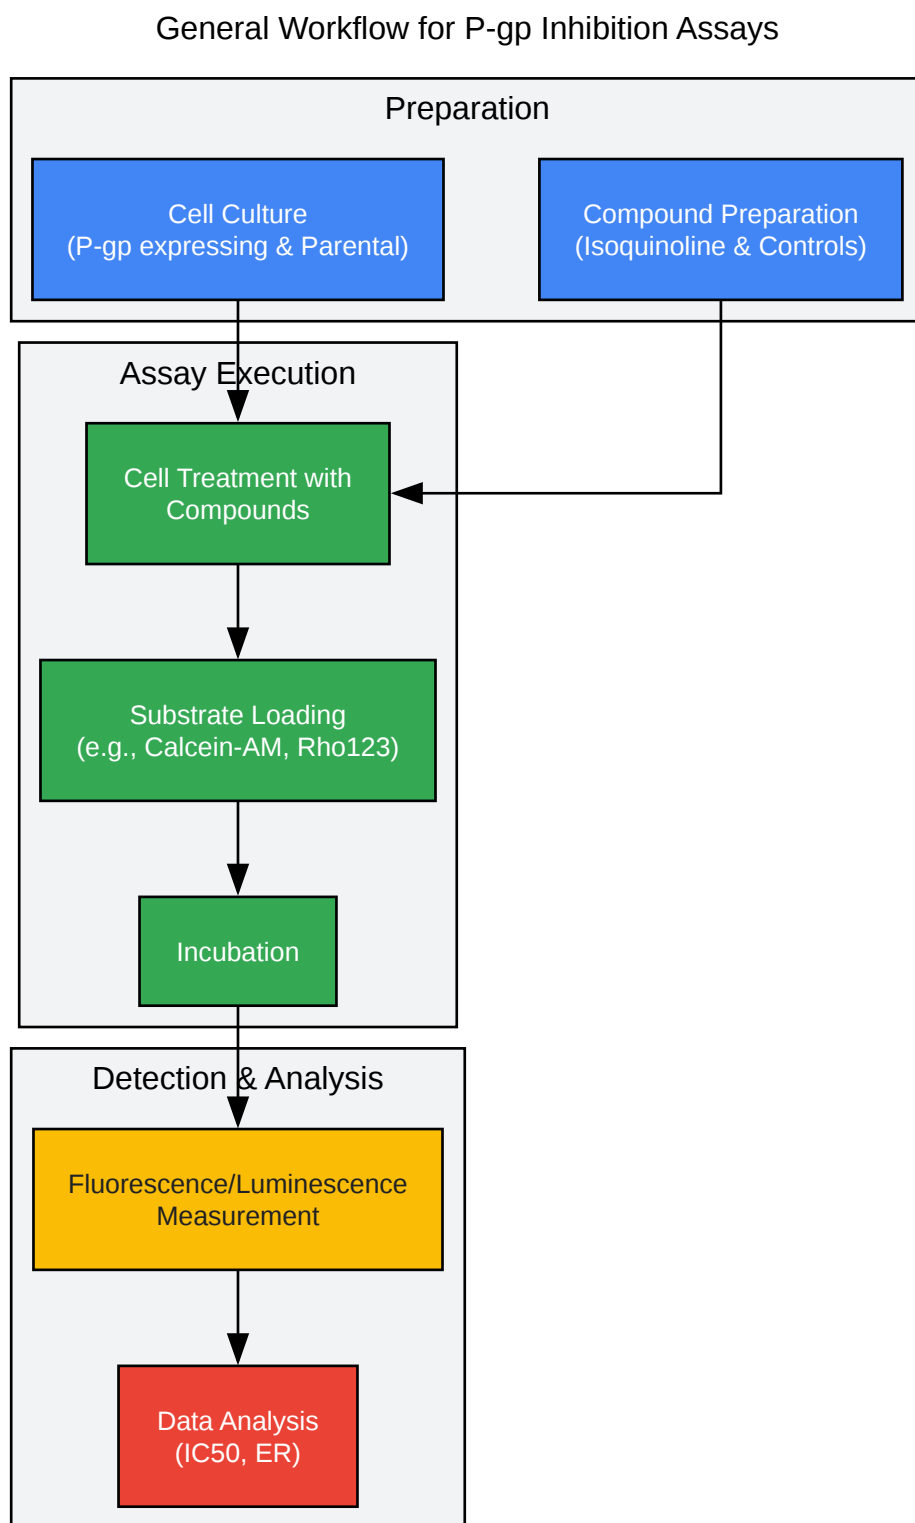 General Workflow for P-gp Inhibition Assays
Preparation
Cell Culture
(P-gp expressing & Parental)
Compound Preparation
(Isoquinoline & Controls)
Assay Execution
Cell Treatment with
Compounds
Substrate Loading
(e.g., Calcein-AM, Rho123)
Incubation
Detection & Analysis
Fluorescence/Luminescence
Measurement
Data Analysis
(IC50, ER)